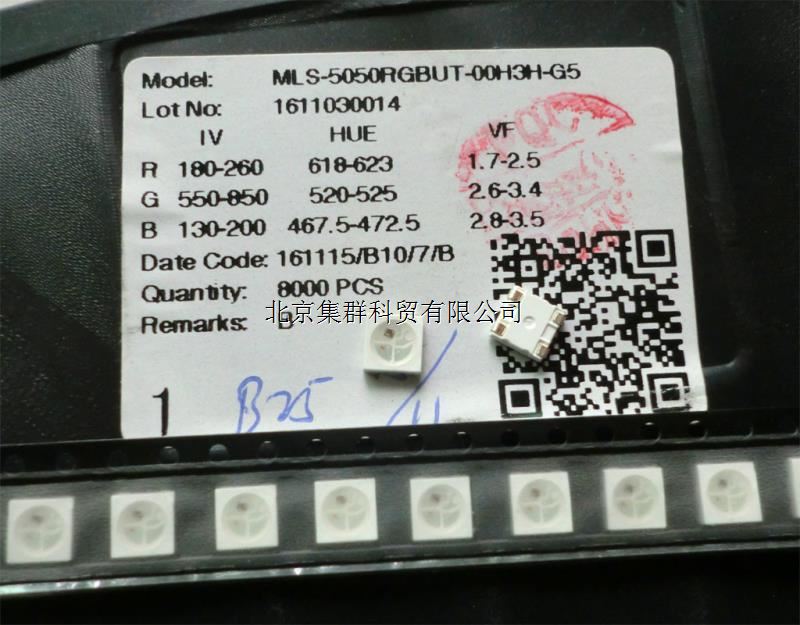 Model: MLS-5050RGBUT-00H3H-G5
Lot No: 1611030014
IV HUE VF
R 180-260 618-623 1.7-2.5
G 550-850 520-525 2.6-3.4
B 130-200 467.5-472.5 2.8-3.5
Date Code: 161115/B10/7/B
Quantity: 8000 PCS
北京集群科贸有限公司
Remarks: B
1 B25 /11